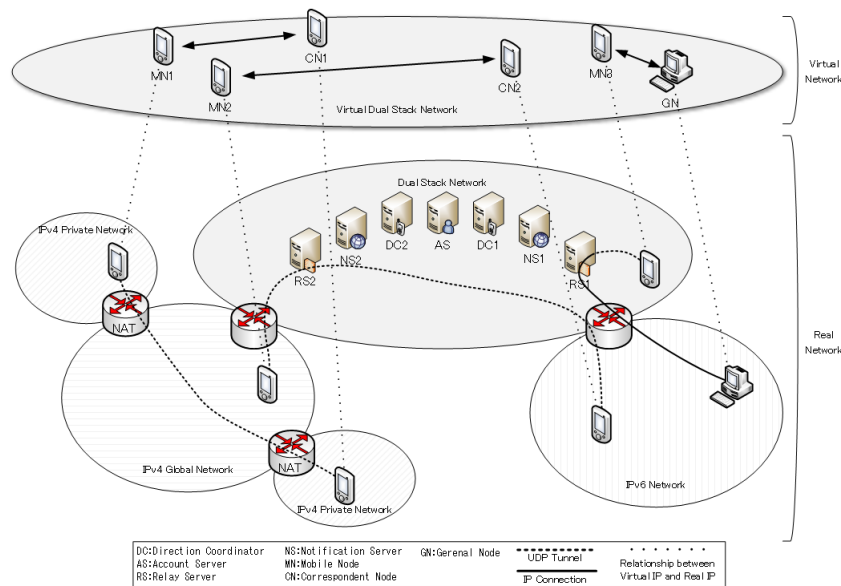 CN1
MN1
MN3
MN2
CN2
GN
Virtual Dual Stack Network
Virtual
Network
Dual Stack Network
IPv4 Private Network
DC2
AS
DC1
NS2
NS1
RS2
RS1
NAT
Real
Network
NAT
IPv4 Global Network
IPv6 Network
IPv4 Private Network
DC:Direction Coordinator
AS:Account Server
RS:Relay Server
NS:Notification Server
MN:Mobile Node
CN:Correspondent Node
GN:Gerenal Node
UDP Tunnel
IP Connection
Relationship between
Virtual IP and Real IP